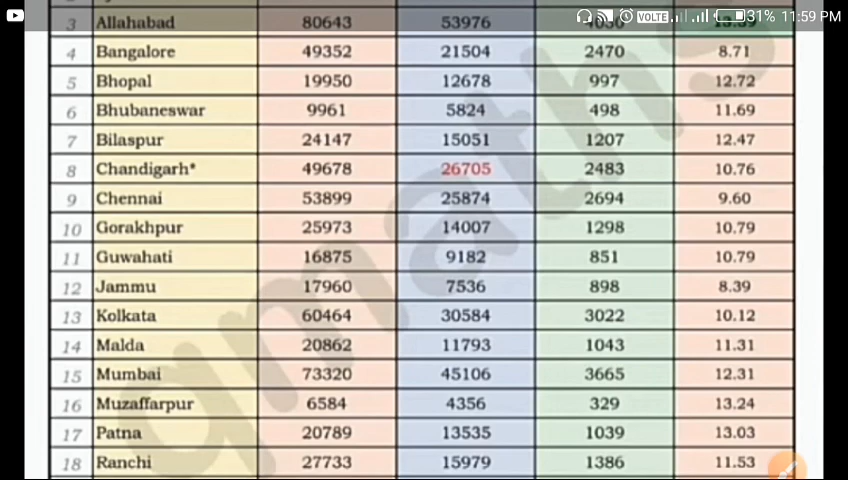 VOLTE 31% 11:59 PM
3 Allahabad 80643 53976
4 Bangalore 49352 21504 2470 8.71
5 Bhopal 19950 12678 997 12.72
6 Bhubaneswar 9961 5824 498 11.69
7 Bilaspur 24147 15051 1207 12.47
8 Chandigarh* 49678 26705 2483 10.76
9 Chennai 53899 25874 2694 9.60
10 Gorakhpur 25973 14007 1298 10.79
11 Guwahati 16875 9182 851 10.79
12 Jammu 17960 7536 898 8.39
13 Kolkata 60464 30584 3022 10.12
14 Malda 20862 11793 1043 11.31
15 Mumbai 73320 45106 3665 12.31
16 Muzaffarpur 6584 4356 329 13.24
17 Patna 20789 13535 1039 13.03
18 Ranchi 27733 15979 1386 11.53
qmaths